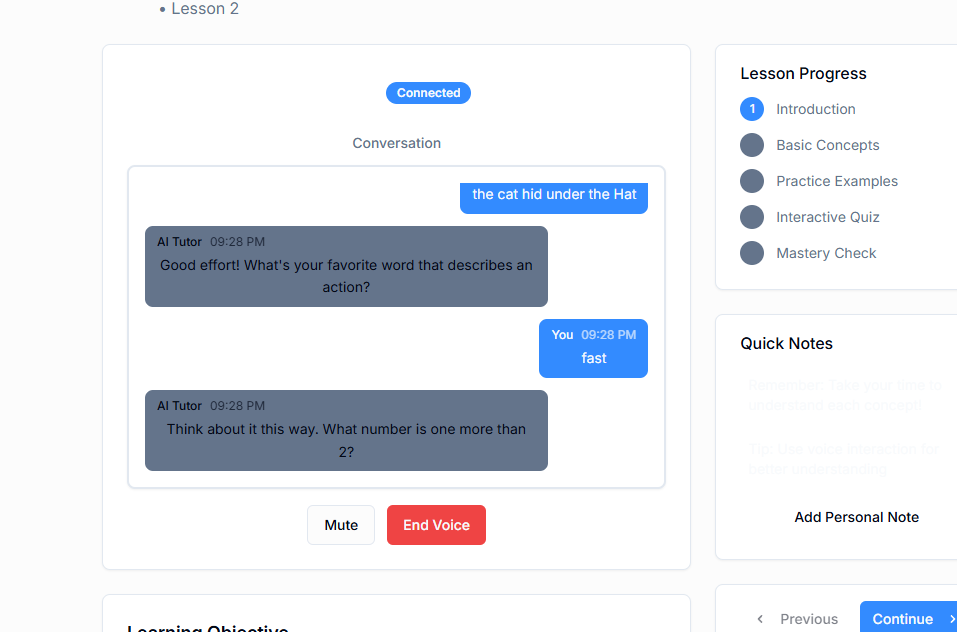 • Lesson 2
Connected
Conversation
the cat hid under the Hat
AI Tutor 09:28 PM
Good effort! What's your favorite word that describes an
action?
You 09:28 PM
fast
AI Tutor 09:28 PM
Think about it this way. What number is one more than
2?
Mute
End Voice
Learning Objective
Lesson Progress
1 Introduction
Basic Concepts
Practice Examples
Interactive Quiz
Mastery Check
Quick Notes
Remember: Take your time to
understand each concept!
Tip: Use voice interaction for
better understanding
Add Personal Note
Previous
Continue